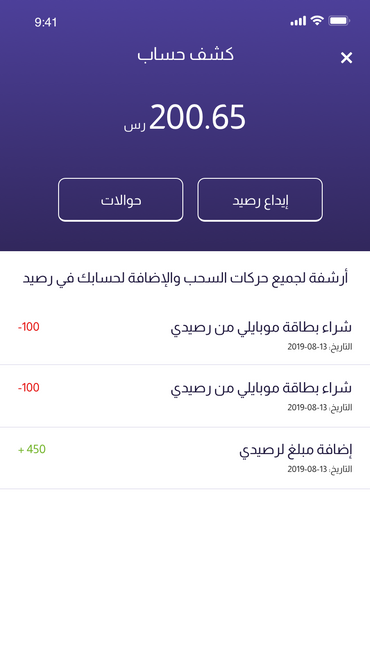 9:41
كشف حساب
200.65 رس
إيداع رصيد
حوالات
أرشفة لجميع حركات السحب والإضافة لحسابك في رصيد
شراء بطاقة موبايلي من رصيدي
-100
التاريخ: 13-08-2019
شراء بطاقة موبايلي من رصيدي
-100
التاريخ: 13-08-2019
إضافة مبلغ لرصيدي
+ 450
التاريخ: 13-08-2019